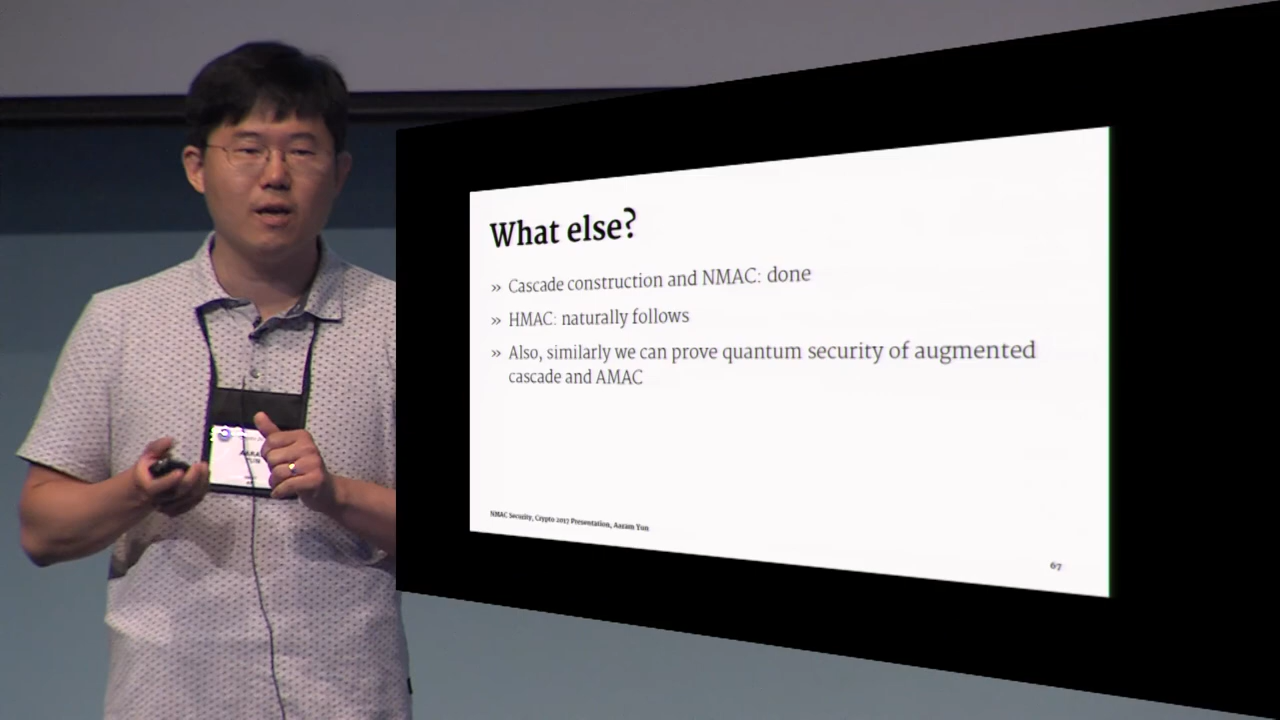 What else?
» Cascade construction and NMAC: done
» HMAC: naturally follows
» Also, similarly we can prove quantum security of augmented
cascade and AMAC
NMAC Security, Crypto 2017 Presentation, Aaram Yun
67